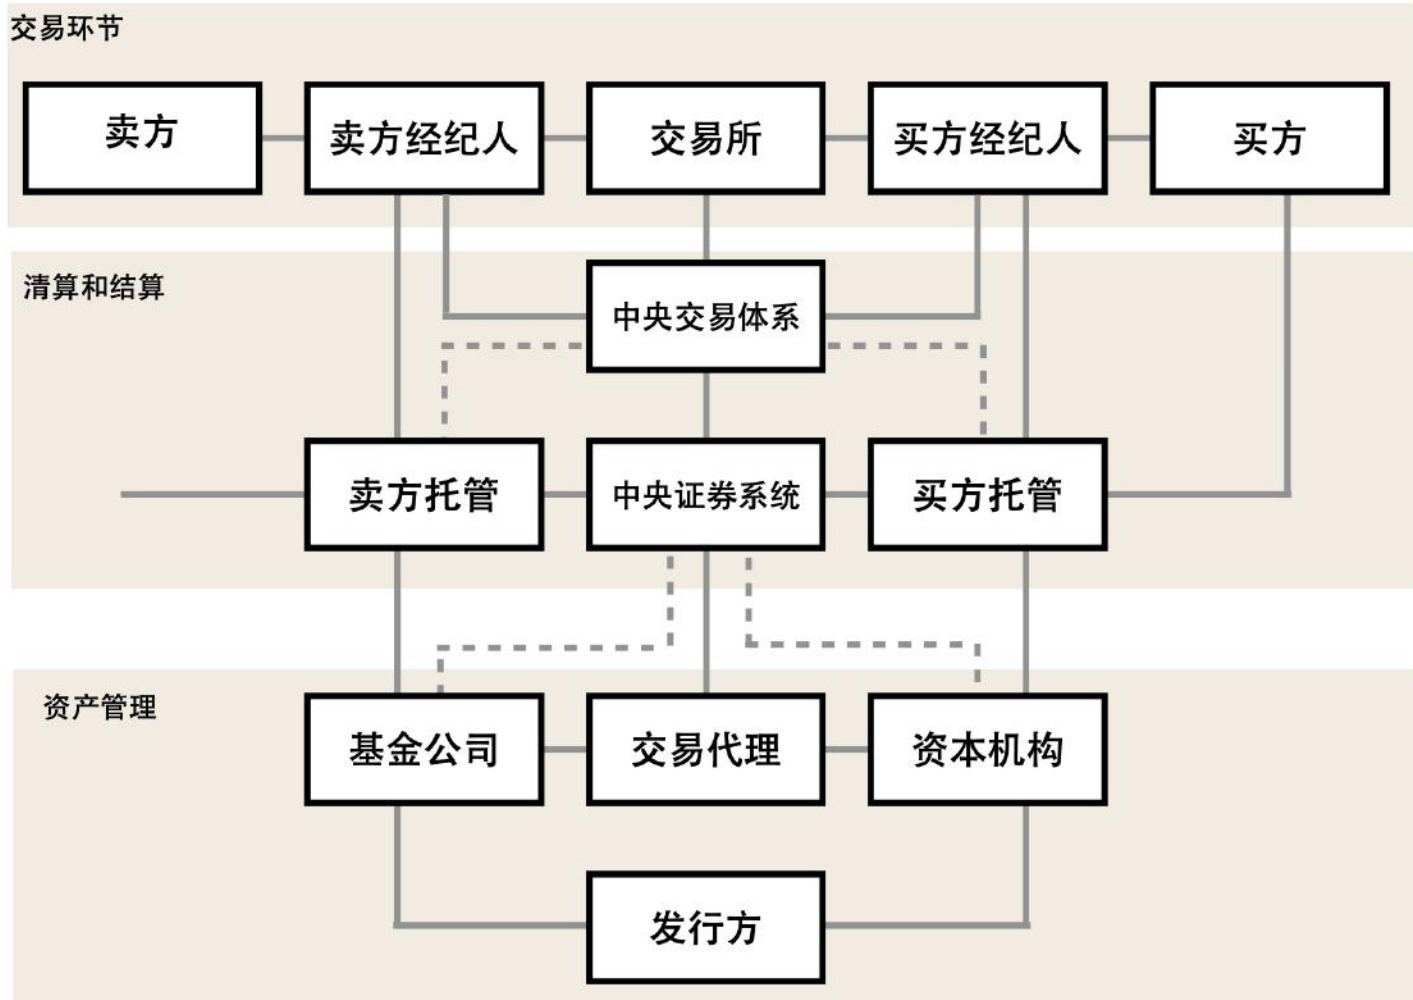 交易环节
卖方
卖方经纪人
交易所
买方经纪人
买方
清算和结算
中央交易体系
卖方托管
中央证券系统
买方托管
资产管理
基金公司
交易代理
资本机构
发行方